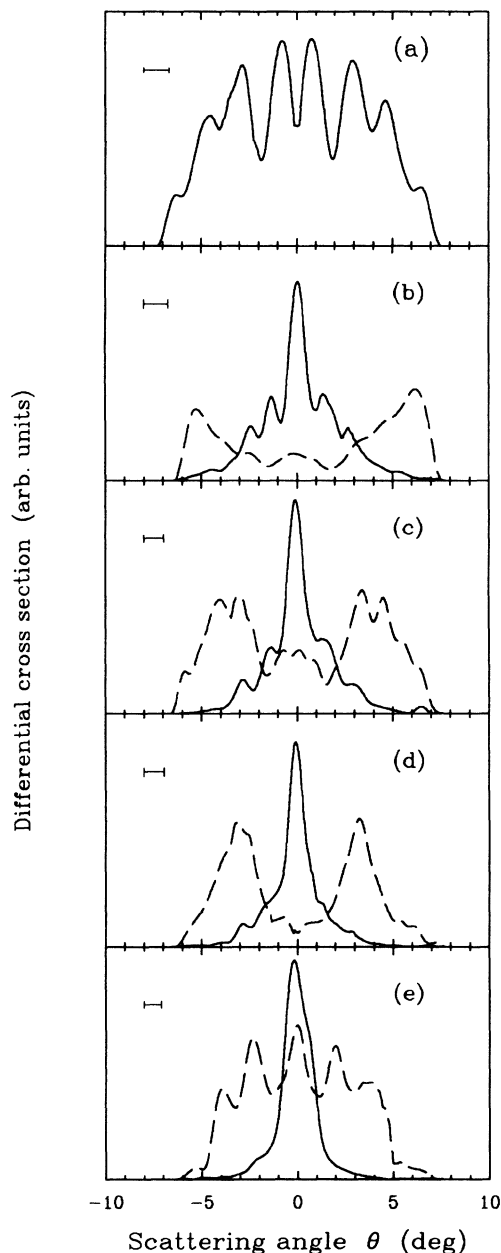 (a)
(b)
(c)
(d)
(e)
Differential cross section (arb. units)
-10 -5 0 5 10
Scattering angle θ (deg)